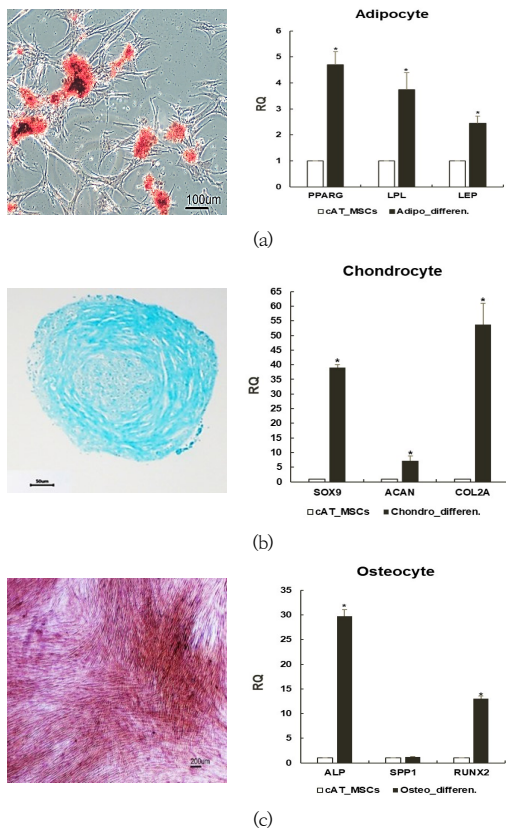 100um
Adipocyte
RQ
6
5
4
3
2
1
0
* * *
PPARG LPL LEP
cAT_MSCs Adipo_differen.
(a)
50um
Chondrocyte
RQ
65
60
55
50
45
40
35
30
25
20
15
10
5
0
* * *
SOX9 ACAN COL2A
cAT_MSCs Chondro_differen.
(b)
200um
Osteocyte
RQ
35
30
25
20
15
10
5
0
* *
ALP SPP1 RUNX2
cAT_MSCs Osteo_differen.
(c)